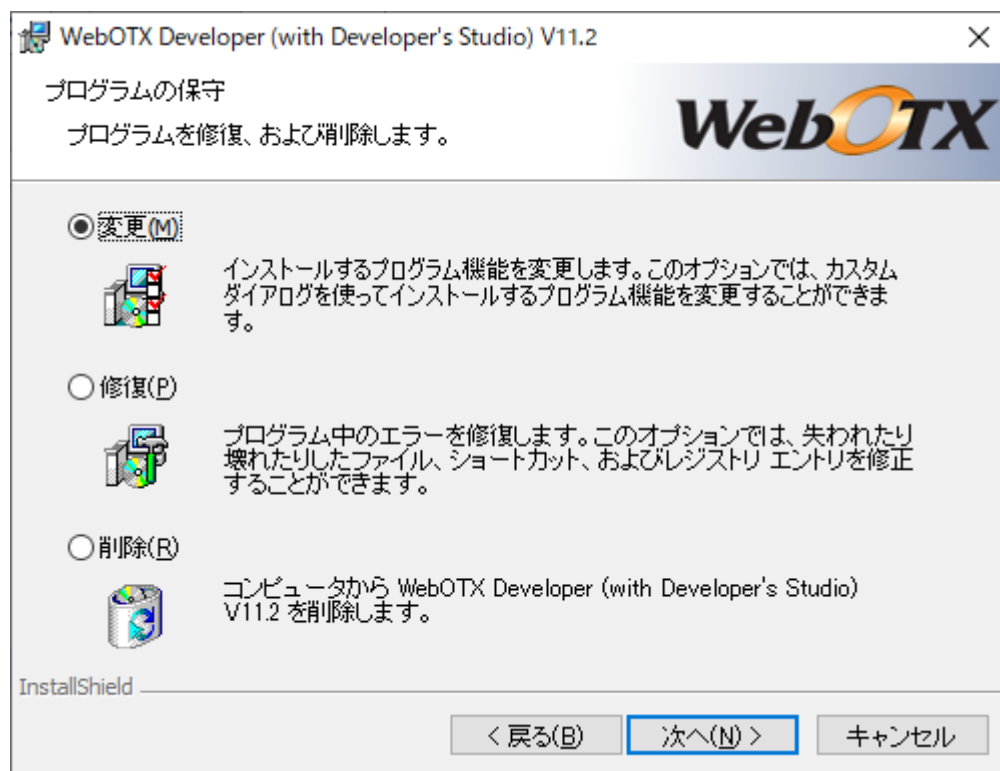 WebOTX Developer (with Developer's Studio) V11.2
プログラムの保守
プログラムを修復、および削除します。
WebOTX
変更(M)
インストールするプログラム機能を変更します。このオプションでは、カスタム
ダイアログを使ってインストールするプログラム機能を変更することができま
す。
修復(P)
プログラム中のエラーを修復します。このオプションでは、失われたり
壊れたりしたファイル、ショートカット、およびレジストリ エントリを修正
することができます。
削除(R)
コンピュータから WebOTX Developer (with Developer's Studio)
V11.2 を削除します。
InstallShield
< 戻る(B)
次へ(N) >
キャンセル